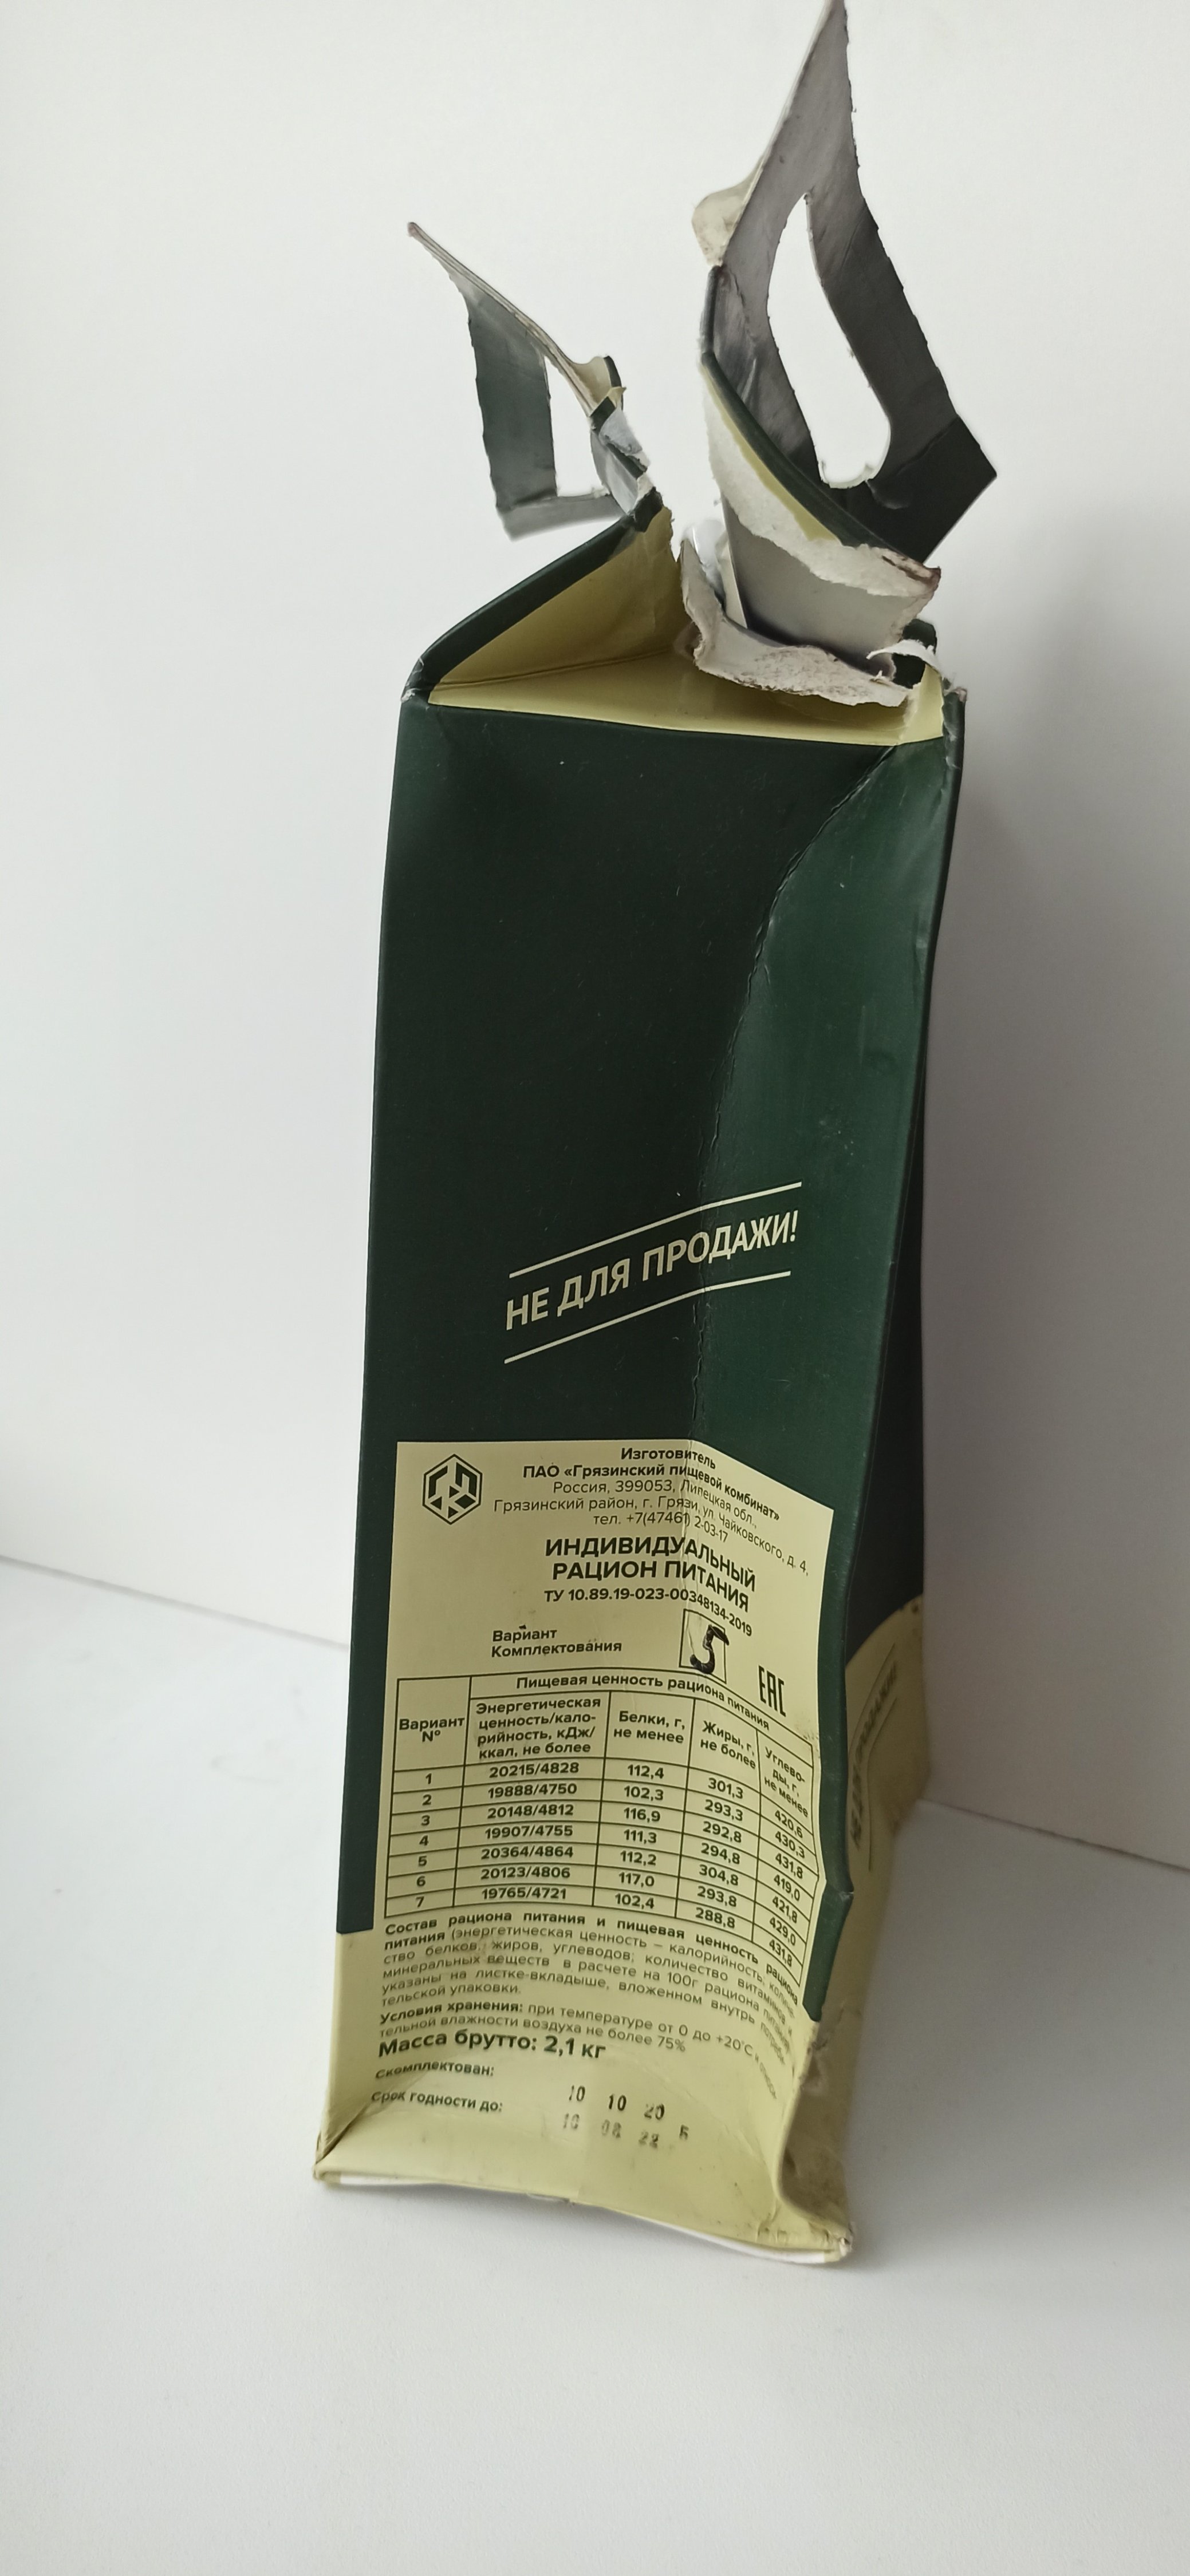 НЕ ДЛЯ ПРОДАЖИ!
Изготовитель
ПАО «Грязинский пищевой комбинат»
Россия, 399053, Липецкая обл.,
Грязинский район, г. Грязи, ул. Чайковского, д. 4,
тел. +7(47461) 2-03-17
ИНДИВИДУАЛЬНЫЙ
РАЦИОН ПИТАНИЯ
ТУ 10.89.19-023-00348134-2019
Вариант
Комплектования
5
EAC
Пищевая ценность рациона питания
Вариант № Энергетическая ценность/кало-рийность, кДж/ккал, не более Белки, г, не менее Жиры, г, не более Углево-ды, г, не менее
1 20215/4828 112,4 301,3 420,6
2 19888/4750 102,3 293,3 430,3
3 20148/4812 116,9 292,8 431,8
4 19907/4755 111,3 294,8 419,0
5 20364/4864 112,2 304,8 421,8
6 20123/4806 117,0 293,8 429,0
7 19765/4721 102,4 288,8 431,8
Состав рациона питания и пищевая ценность рациона
питания (энергетическая ценность – калорийность, количе-
ство белков, жиров, углеводов; количество витаминов и
минеральных веществ в расчете на 100г рациона питания)
указаны на листке-вкладыше, вложенном внутрь потреби-
тельской упаковки.
Условия хранения: при температуре от 0 до +20°С и относи-
тельной влажности воздуха не более 75%
Масса брутто: 2,1 кг
Скомплектован: 10 10 20
Срок годности до: 10 08 22 5